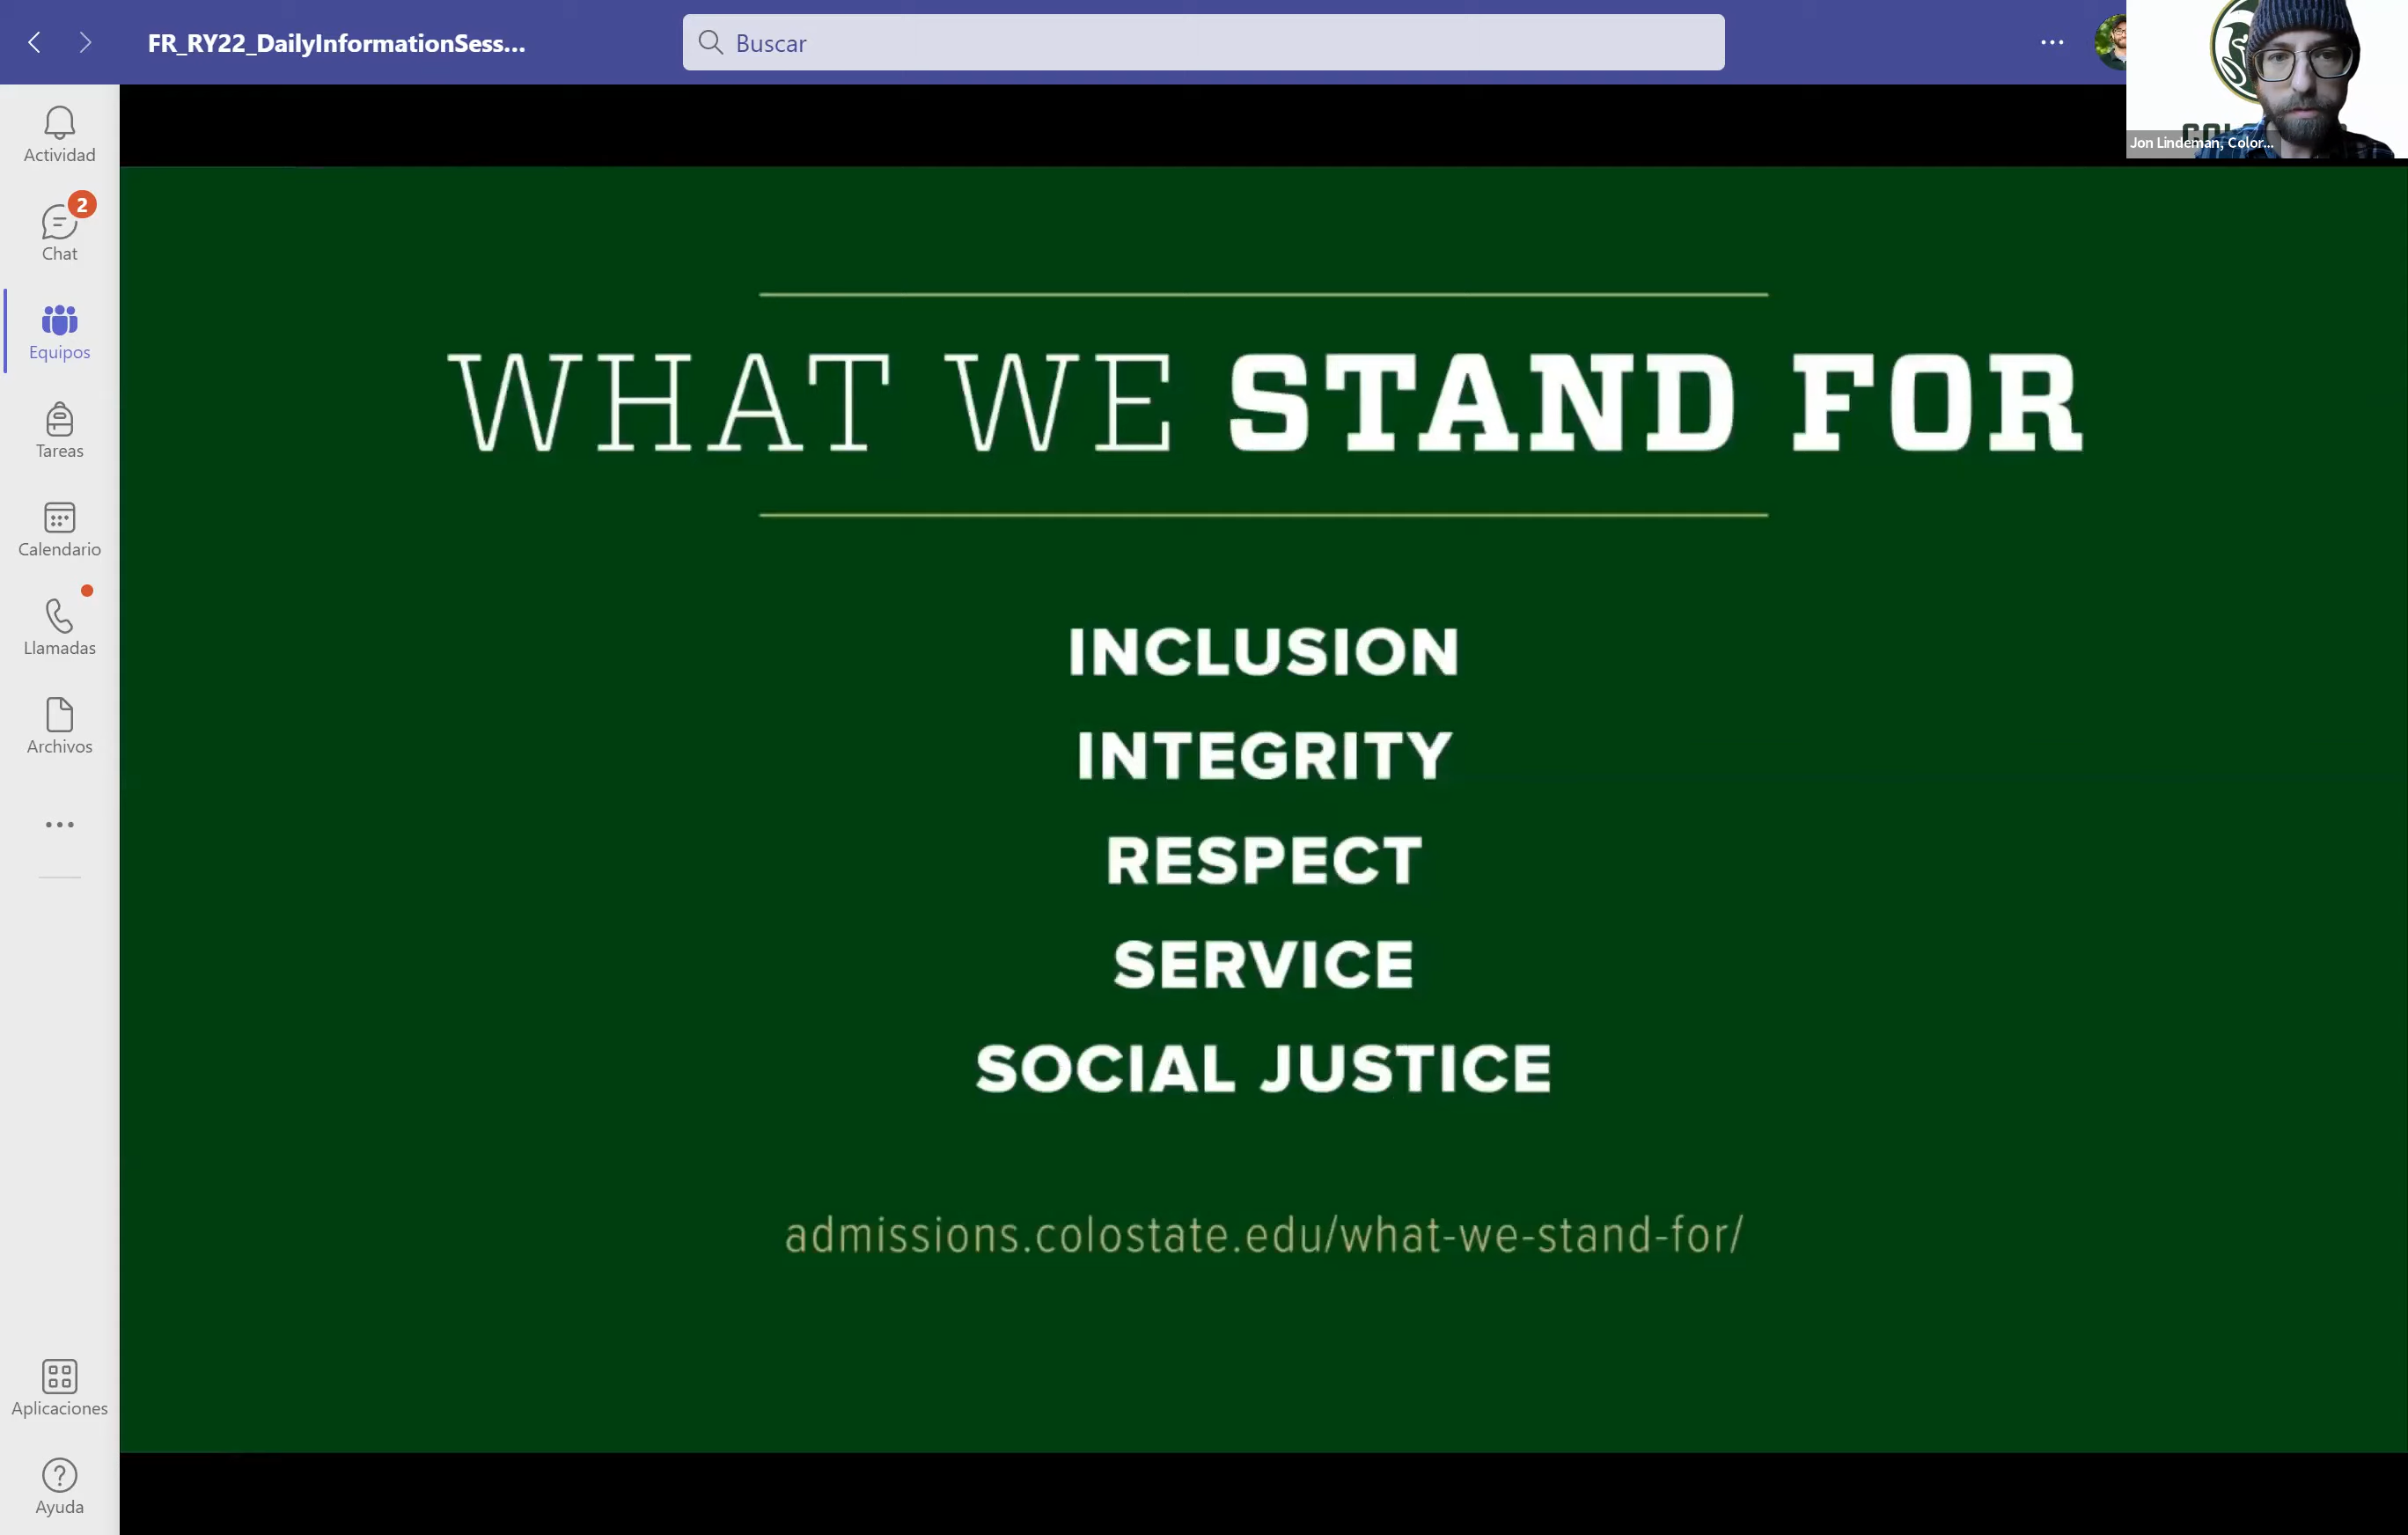 FR_RY22_DailyInformationSess...
Buscar
Jon Lindeman, Color...
Actividad
2
Chat
Equipos
Tareas
Calendario
Llamadas
Archivos
Aplicaciones
Ayuda
WHAT WE STAND FOR
INCLUSION
INTEGRITY
RESPECT
SERVICE
SOCIAL JUSTICE
admissions.colostate.edu/what-we-stand-for/